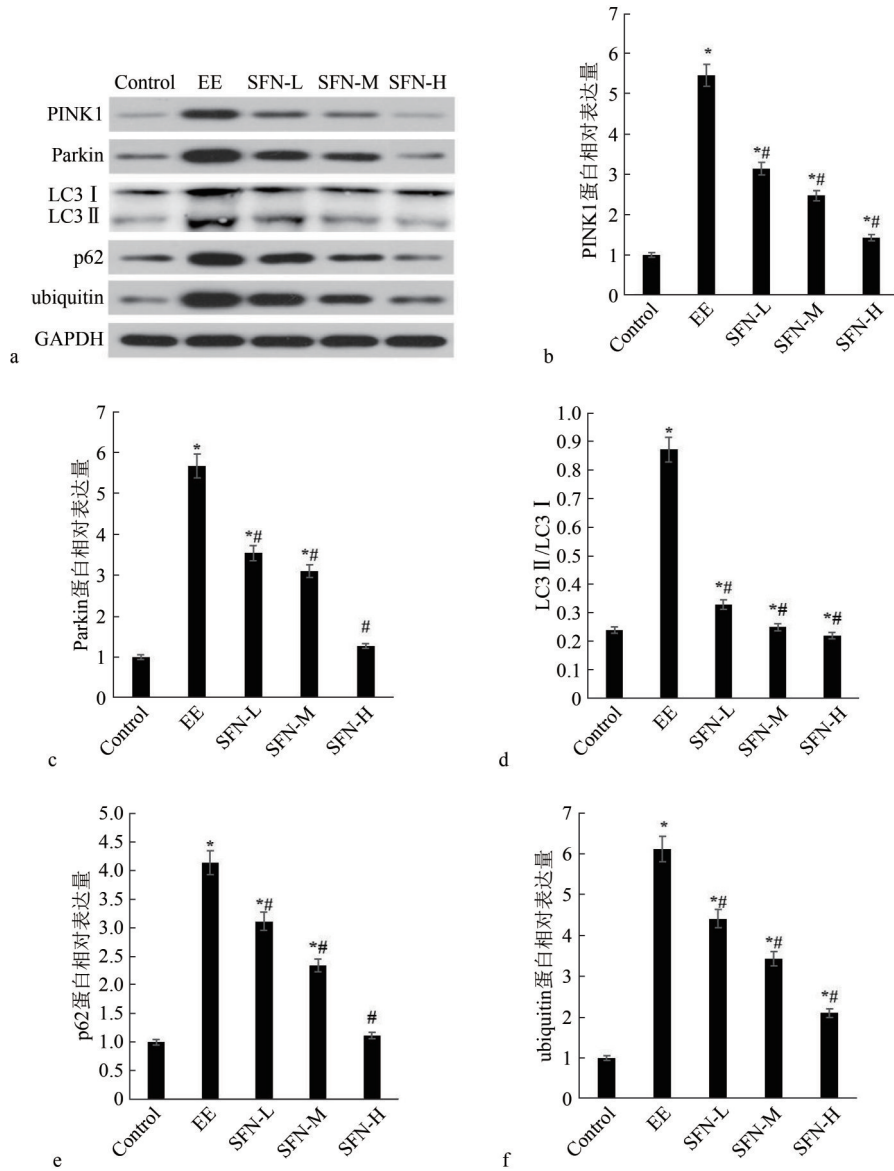 Control EE SFN-L SFN-M SFN-H
PINK1
Parkin
LC3 Ⅰ
LC3 Ⅱ
p62
ubiquitin
GAPDH
a
PINK1蛋白相对表达量
7
6
5
4
3
2
1
0
*
*#
*#
*#
Control
EE
SFN-L
SFN-M
SFN-H
b
Parkin蛋白相对表达量
7
6
5
4
3
2
1
0
*
*#
*#
#
Control
EE
SFN-L
SFN-M
SFN-H
c
LC3 Ⅱ/LC3 Ⅰ
1.0
0.9
0.8
0.7
0.6
0.5
0.4
0.3
0.2
0.1
0
*
*#
*#
*#
Control
EE
SFN-L
SFN-M
SFN-H
d
p62蛋白相对表达量
5.0
4.5
4.0
3.5
3.0
2.5
2.0
1.5
1.0
0.5
0
*
*#
*#
#
Control
EE
SFN-L
SFN-M
SFN-H
e
ubiquitin蛋白相对表达量
7
6
5
4
3
2
1
0
*
*#
*#
*#
Control
EE
SFN-L
SFN-M
SFN-H
f